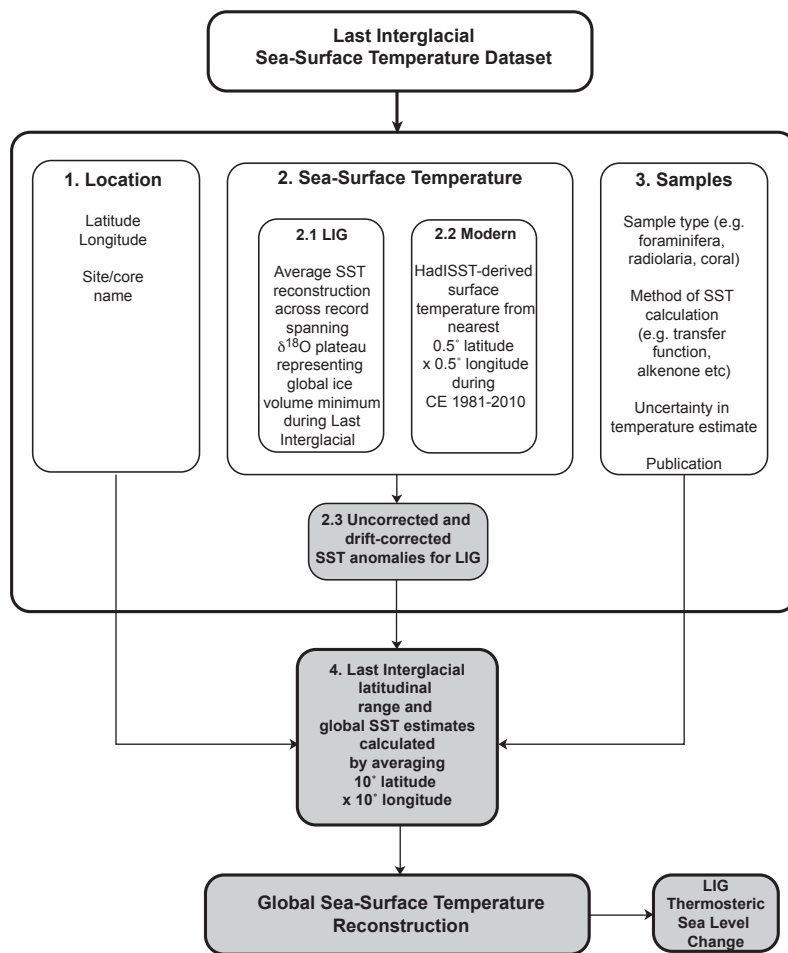 Last Interglacial
Sea-Surface Temperature Dataset
1. Location
Latitude
Longitude
Site/core
name
2. Sea-Surface Temperature
2.1 LIG
Average SST
reconstruction
across record
spanning
δ¹⁸O plateau
representing
global ice
volume minimum
during Last
Interglacial
2.2 Modern
HadISST-derived
surface
temperature from
nearest
0.5˚ latitude
x 0.5˚ longitude
during
CE 1981-2010
3. Samples
Sample type (e.g.
foraminifera,
radiolaria, coral)
Method of SST
calculation
(e.g. transfer
function,
alkenone etc)
Uncertainty in
temperature estimate
Publication
2.3 Uncorrected and
drift-corrected
SST anomalies for LIG
4. Last Interglacial
latitudinal
range and
global SST estimates
calculated
by averaging
10˚ latitude
x 10˚ longitude
Global Sea-Surface Temperature
Reconstruction
LIG
Thermosteric
Sea Level
Change